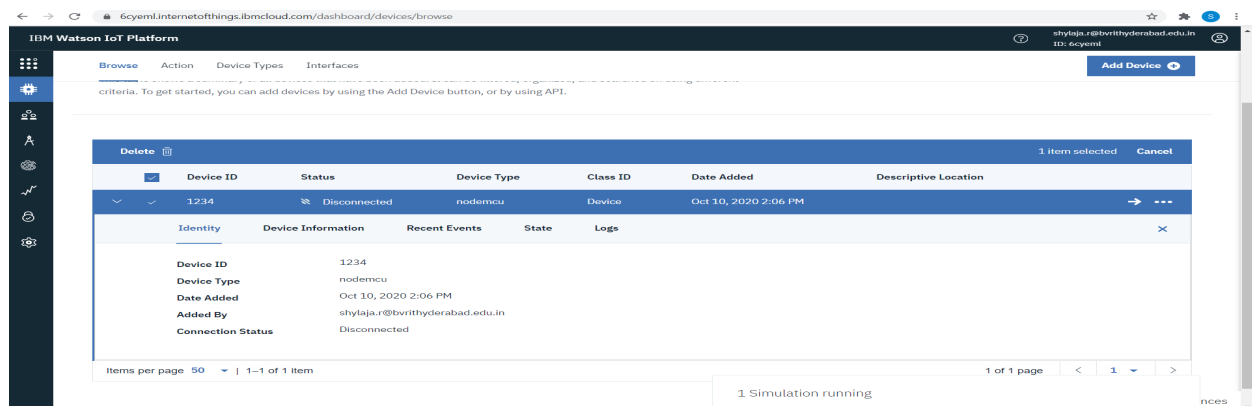 6cyeml.internetofthings.ibmcloud.com/dashboard/devices/browse
S
IBM Watson IoT Platform
shylaja.r@bvrithyderabad.edu.in
ID: 6cyeml
Browse Action Device Types Interfaces Add Device
criteria. To get started, you can add devices by using the Add Device button, or by using API.
Delete 1 item selected Cancel
Device ID Status Device Type Class ID Date Added Descriptive Location
1234 Disconnected nodemcu Device Oct 10, 2020 2:06 PM
Identity Device Information Recent Events State Logs
Device ID 1234
Device Type nodemcu
Date Added Oct 10, 2020 2:06 PM
Added By shylaja.r@bvrithyderabad.edu.in
Connection Status Disconnected
Items per page 50 | 1–1 of 1 item 1 of 1 page < 1 >
1 Simulation running
nces